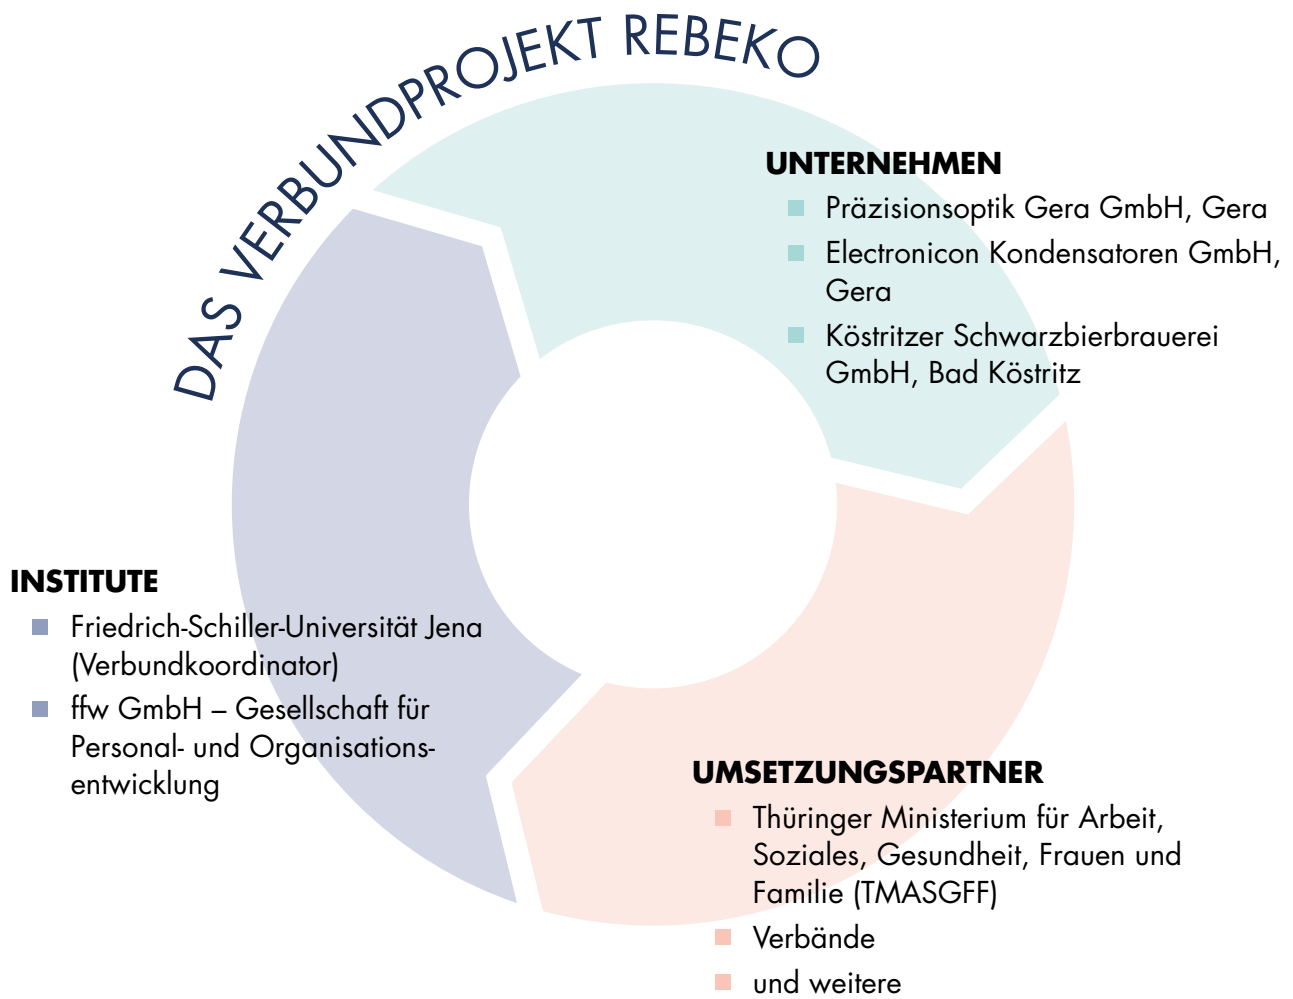 DAS VERBUNDPROJEKT REBEKO
UNTERNEHMEN
Präzisionsoptik Gera GmbH, Gera
Electronicon Kondensatoren GmbH,
Gera
Köstritzer Schwarzbierbrauerei
GmbH, Bad Köstritz
INSTITUTE
Friedrich-Schiller-Universität Jena
(Verbundkoordinator)
ffw GmbH – Gesellschaft für
Personal- und Organisations-
entwicklung
UMSETZUNGSPARTNER
Thüringer Ministerium für Arbeit,
Soziales, Gesundheit, Frauen und
Familie (TMASGFF)
Verbände
und weitere